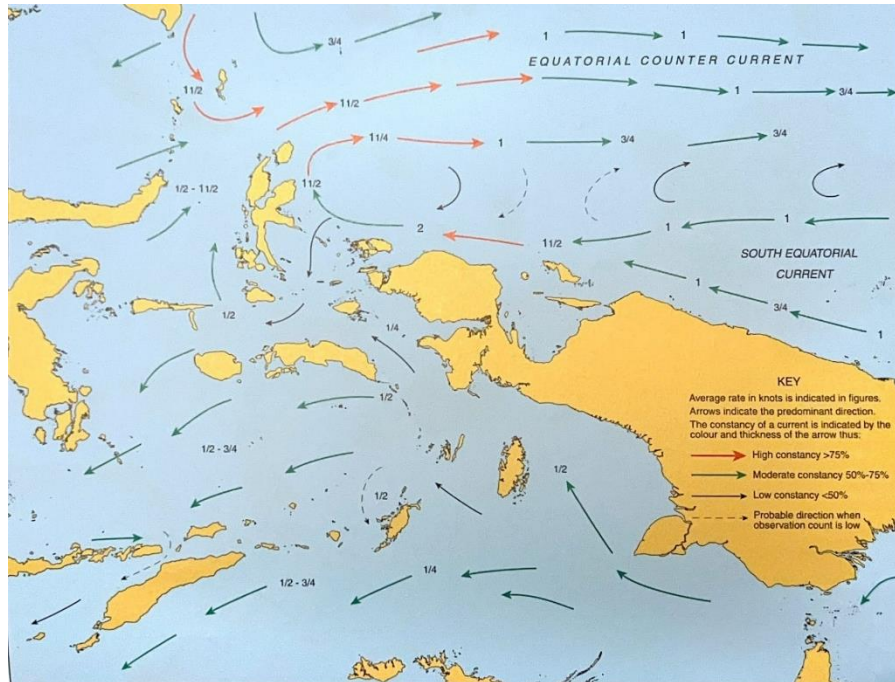 1
1
3/4
EQUATORIAL COUNTER CURRENT
1 1/2
1 1/2
1
3/4
1 1/4
1
3/4
3/4
1/2 - 1 1/2
1 1/2
2
1 1/2
1
1
SOUTH EQUATORIAL
CURRENT
1
3/4
1
1/2
1/4
KEY
Average rate in knots is indicated in figures.
Arrows indicate the predominant direction.
The constancy of a current is indicated by the
colour and thickness of the arrow thus:
High constancy >75%
Moderate constancy 50%-75%
Low constancy <50%
Probable direction when
observation count is low
1/2
1/2 - 3/4
1/2
1/2
1/2 - 3/4
1/4